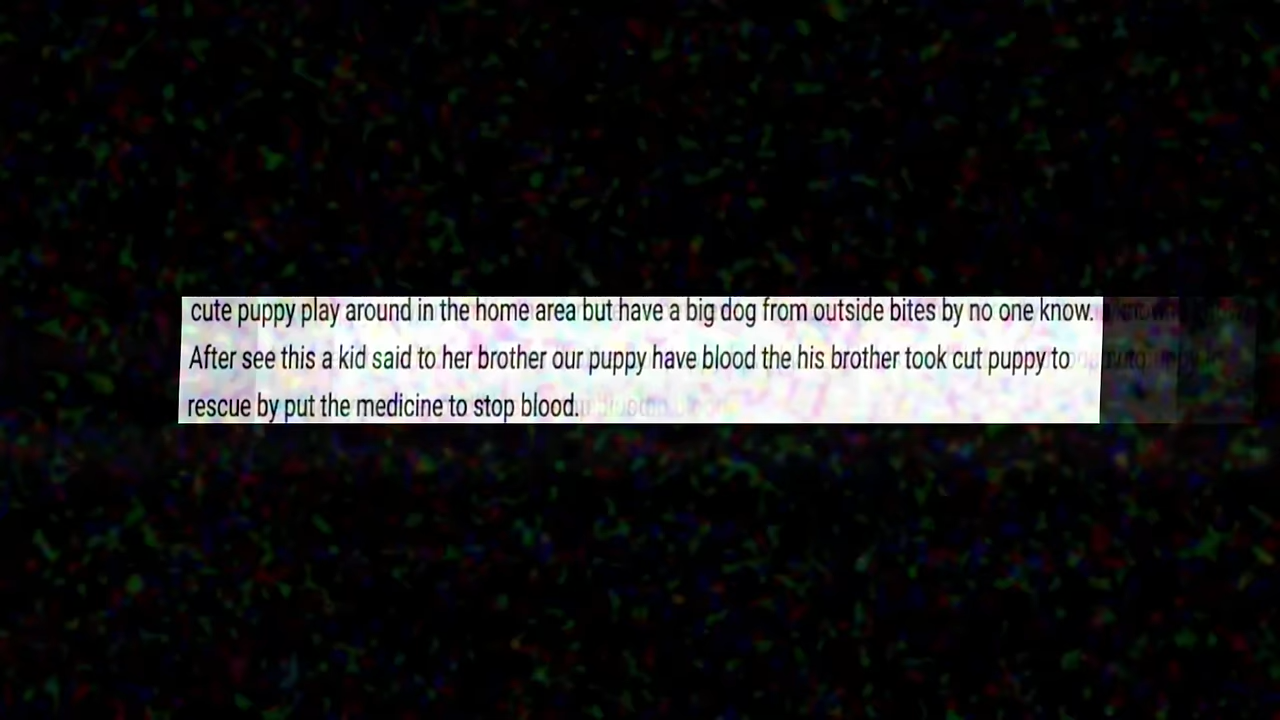 cute puppy play around in the home area but have a big dog from outside bites by no one know.
After see this a kid said to her brother our puppy have blood the his brother took cut puppy to
rescue by put the medicine to stop blood.